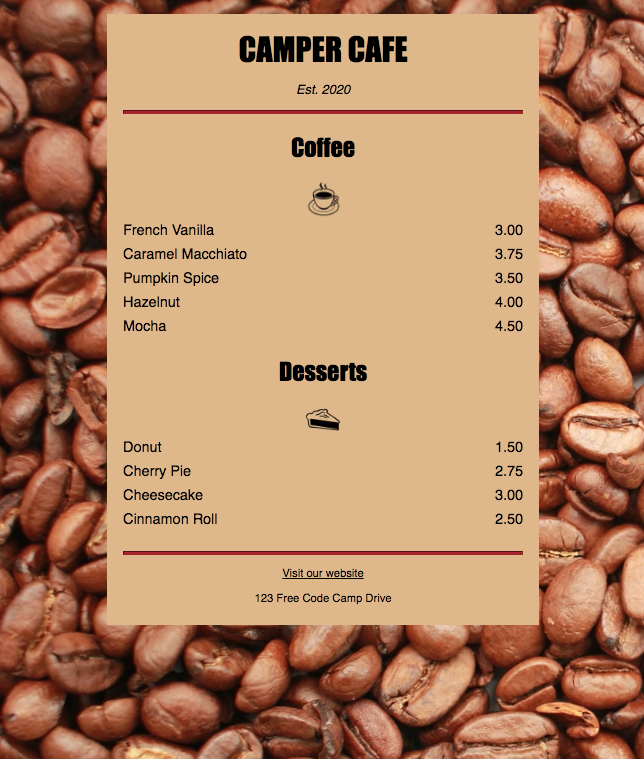 CAMPER CAFE
Est. 2020
Coffee
French Vanilla 3.00
Caramel Macchiato 3.75
Pumpkin Spice 3.50
Hazelnut 4.00
Mocha 4.50
Desserts
Donut 1.50
Cherry Pie 2.75
Cheesecake 3.00
Cinnamon Roll 2.50
Visit our website
123 Free Code Camp Drive